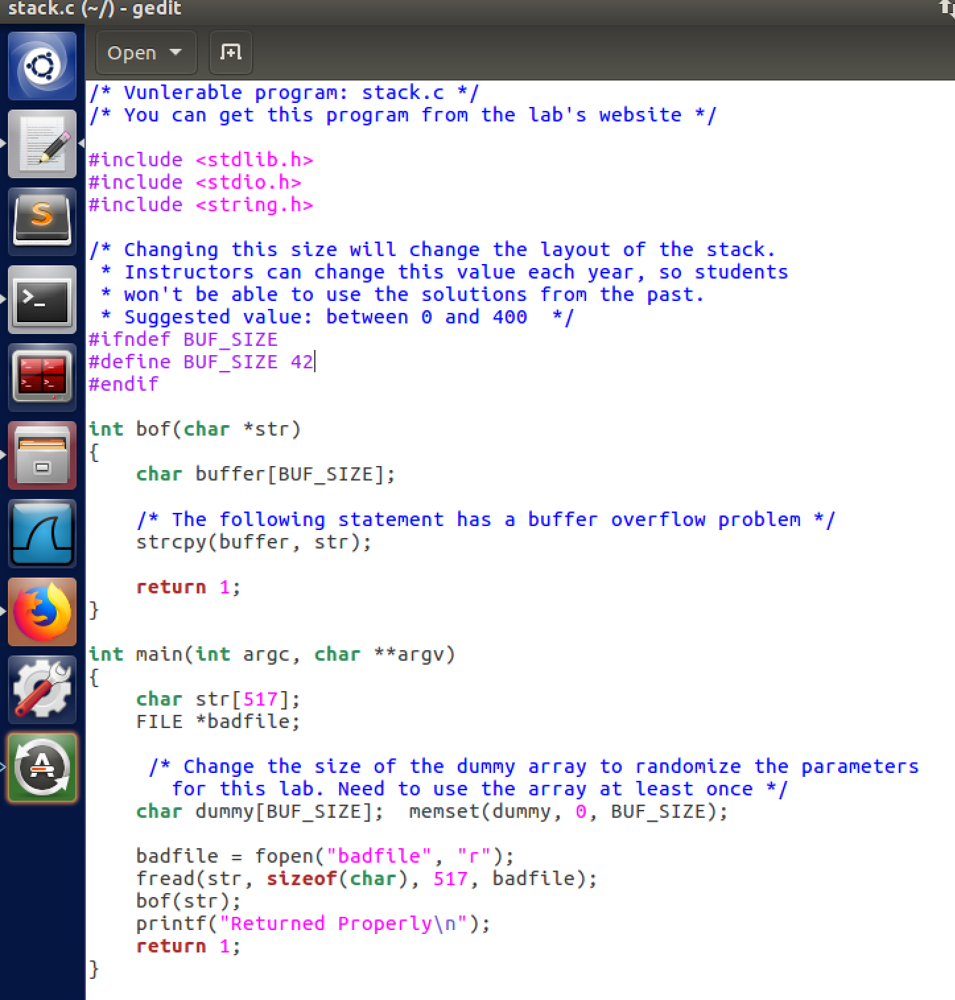 stack.c (~/) - gedit
Open
/* Vunlerable program: stack.c */
/* You can get this program from the lab's website */
#include <stdlib.h>
#include <stdio.h>
#include <string.h>
/* Changing this size will change the layout of the stack.
 * Instructors can change this value each year, so students
 * won't be able to use the solutions from the past.
 * Suggested value: between 0 and 400  */
#ifndef BUF_SIZE
#define BUF_SIZE 42
#endif
int bof(char *str)
{
    char buffer[BUF_SIZE];
    /* The following statement has a buffer overflow problem */
    strcpy(buffer, str);
    return 1;
}
int main(int argc, char **argv)
{
    char str[517];
    FILE *badfile;
     /* Change the size of the dummy array to randomize the parameters
       for this lab. Need to use the array at least once */
    char dummy[BUF_SIZE];  memset(dummy, 0, BUF_SIZE);
    badfile = fopen("badfile", "r");
    fread(str, sizeof(char), 517, badfile);
    bof(str);
    printf("Returned Properly\n");
    return 1;
}